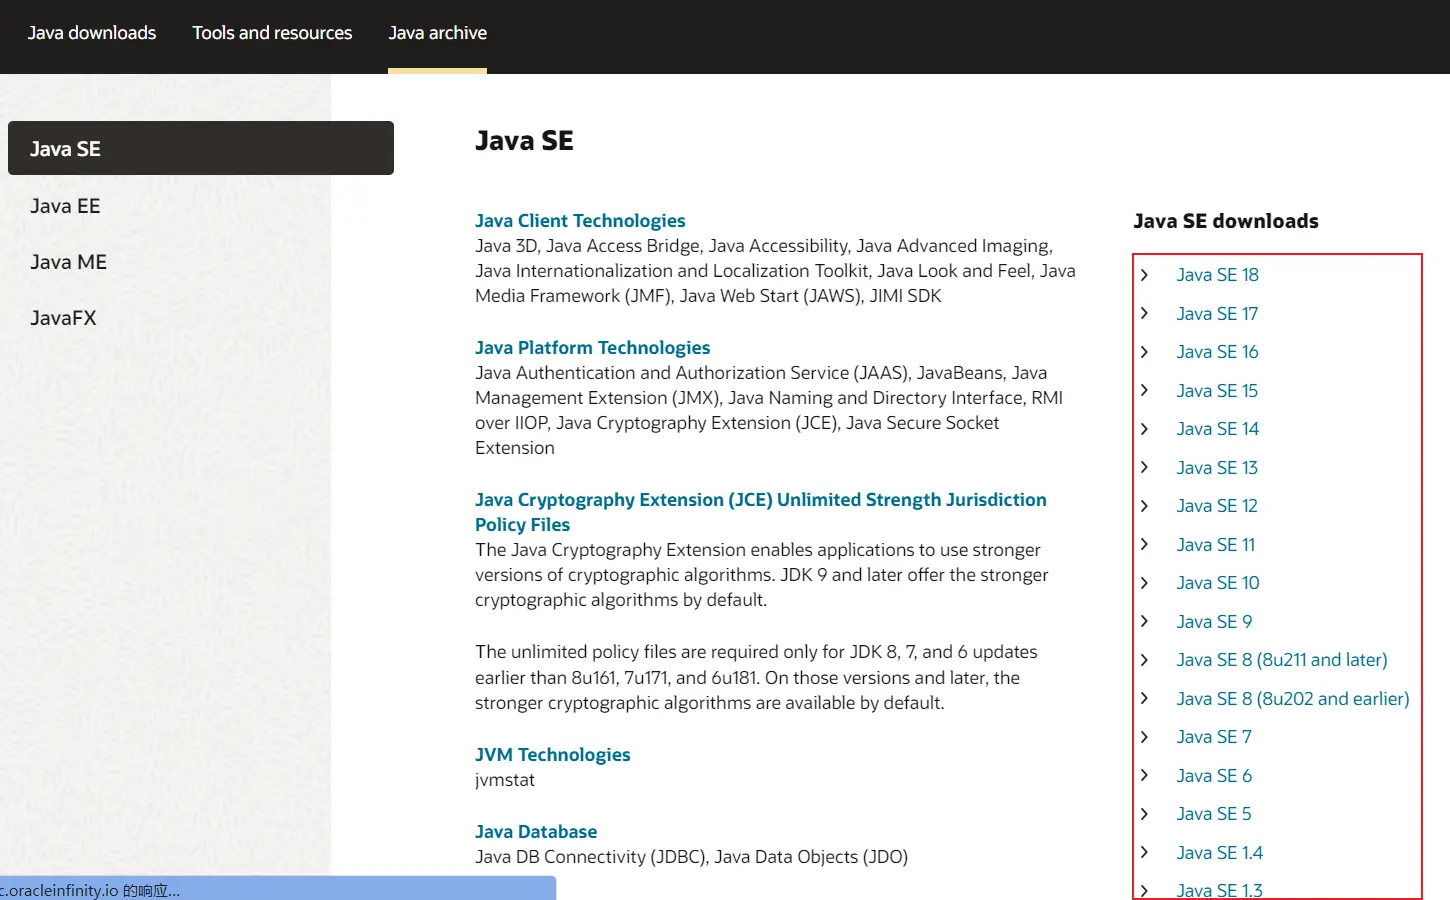 Java downloads Tools and resources Java archive
Java SE
Java EE
Java ME
JavaFX
Java SE
Java Client Technologies
Java 3D, Java Access Bridge, Java Accessibility, Java Advanced Imaging,
Java Internationalization and Localization Toolkit, Java Look and Feel, Java
Media Framework (JMF), Java Web Start (JAWS), JIMI SDK
Java Platform Technologies
Java Authentication and Authorization Service (JAAS), JavaBeans, Java
Management Extension (JMX), Java Naming and Directory Interface, RMI
over IIOP, Java Cryptography Extension (JCE), Java Secure Socket
Extension
Java Cryptography Extension (JCE) Unlimited Strength Jurisdiction
Policy Files
The Java Cryptography Extension enables applications to use stronger
versions of cryptographic algorithms. JDK 9 and later offer the stronger
cryptographic algorithms by default.
The unlimited policy files are required only for JDK 8, 7, and 6 updates
earlier than 8u161, 7u171, and 6u181. On those versions and later, the
stronger cryptographic algorithms are available by default.
JVM Technologies
jvmstat
Java Database
Java DB Connectivity (JDBC), Java Data Objects (JDO)
Java SE downloads
Java SE 18
Java SE 17
Java SE 16
Java SE 15
Java SE 14
Java SE 13
Java SE 12
Java SE 11
Java SE 10
Java SE 9
Java SE 8 (8u211 and later)
Java SE 8 (8u202 and earlier)
Java SE 7
Java SE 6
Java SE 5
Java SE 1.4
Java SE 1.3
c.oracleinfinity.io 的响应...